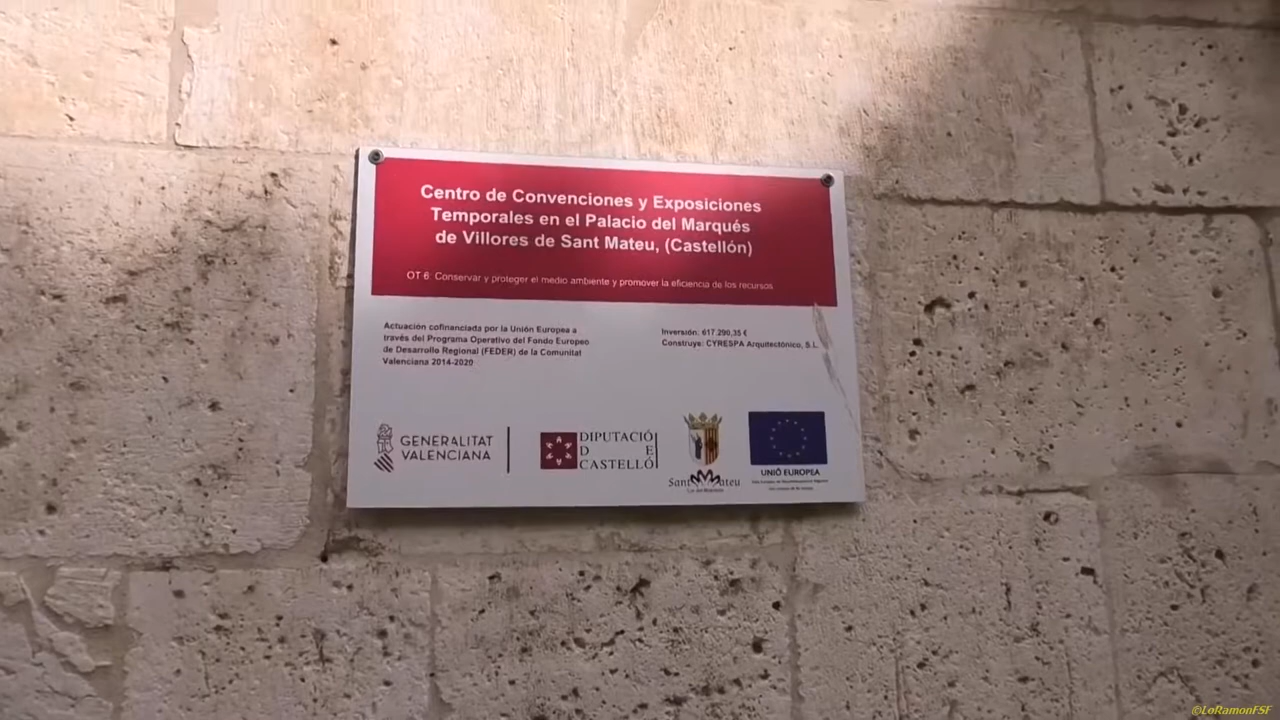 Centro de Convenciones y Exposiciones
Temporales en el Palacio del Marqués
de Villores de Sant Mateu, (Castellón)
OT 6: Conservar y proteger el medio ambiente y promover la eficiencia de los recursos
Actuación cofinanciada por la Unión Europea a
través del Programa Operativo del Fondo Europeo
de Desarrollo Regional (FEDER) de la Comunitat
Valenciana 2014-2020
Inversión: 617.290,35 €
Construye: CYRESPA Arquitectónico, S.L.
GENERALITAT
VALENCIANA
DIPUTACIÓ
D E
CASTELLÓ
Sant Mateu
UNIÓ EUROPEA
©LoRamonFSF